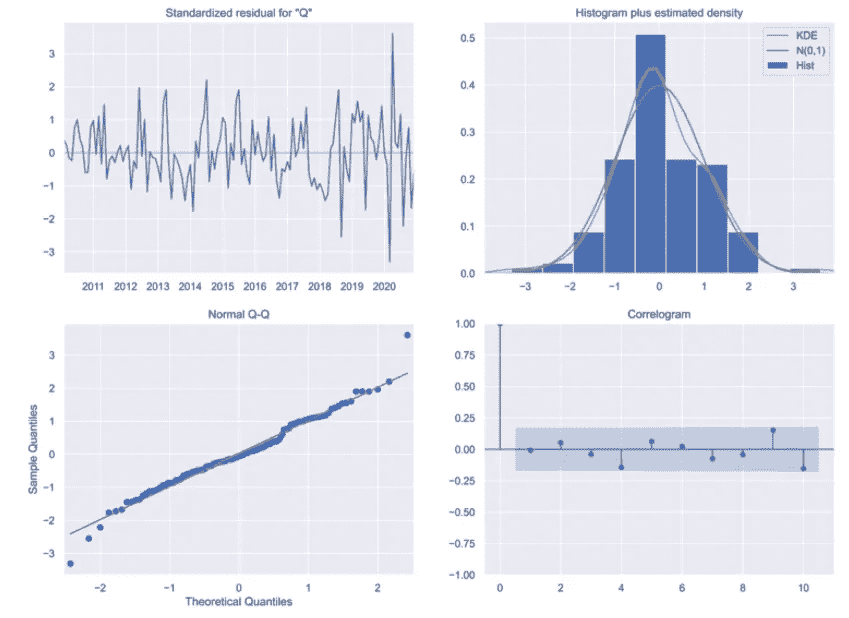 Standardized residual for "Q"
3
2
1
0
−1
−2
−3
2011 2012 2013 2014 2015 2016 2017 2018 2019 2020
Histogram plus estimated density
KDE
N(0,1)
Hist
0.5
0.4
0.3
0.2
0.1
0.0
−3 −2 −1 0 1 2 3
Normal Q-Q
Sample Quantiles
3
2
1
0
−1
−2
−3
−2 −1 0 1 2
Theoretical Quantiles
Correlogram
1.00
0.75
0.50
0.25
0.00
−0.25
−0.50
−0.75
−1.00
0 2 4 6 8 10